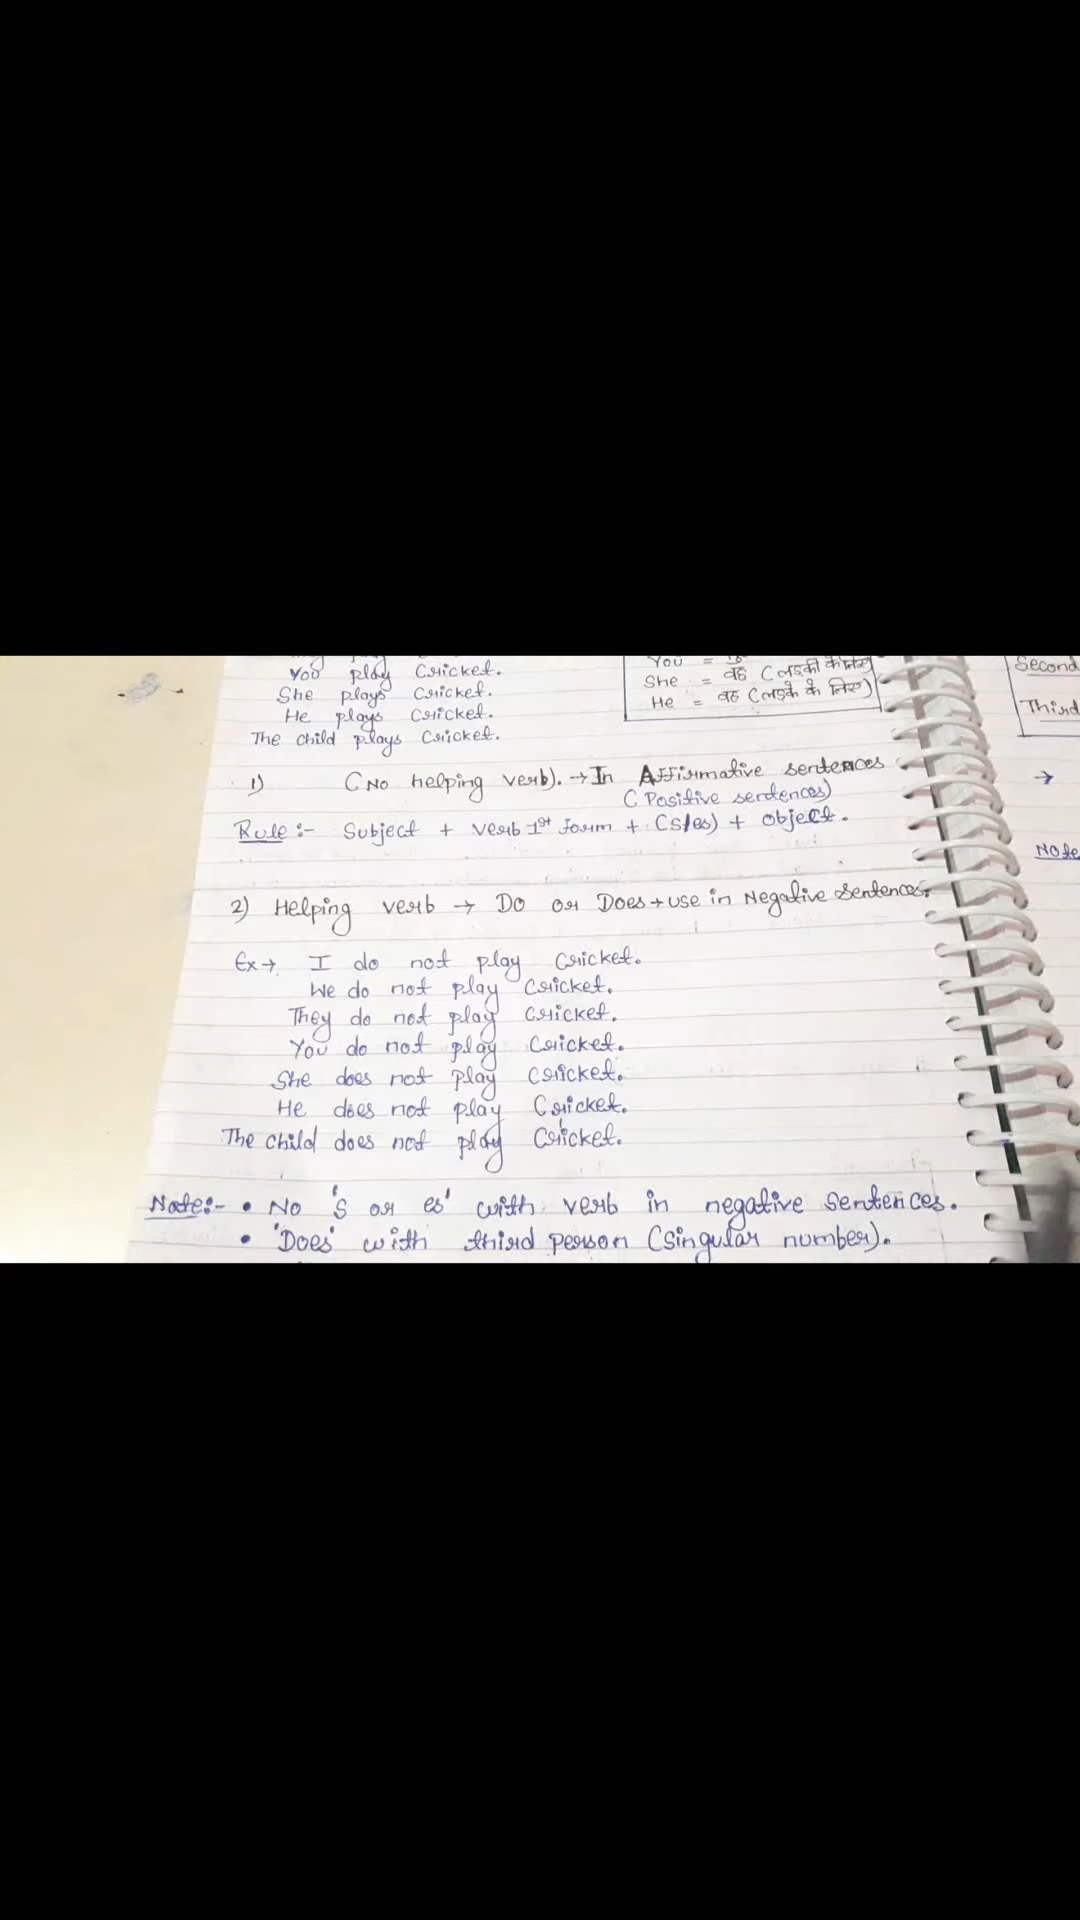 You play Cricket.
She plays Cricket.
He plays Cricket.
The child plays Cricket.
You =
She = वह (लड़की के लिए)
He = वह (लड़के के लिए)
1) (No helping verb). → In Affirmative sentences
(Positive sentences)
Rule :- Subject + verb 1st form + (s/es) + object.
2) Helping verb → Do or Does → use in Negative sentences.
Ex → I do not play Cricket.
We do not play Cricket.
They do not play Cricket.
You do not play Cricket.
She does not play Cricket.
He does not play Cricket.
The child does not play Cricket.
Note:- • No 's or es' with verb in negative sentences.
• 'Does' with third person (singular number).
Second
Third
→
Note